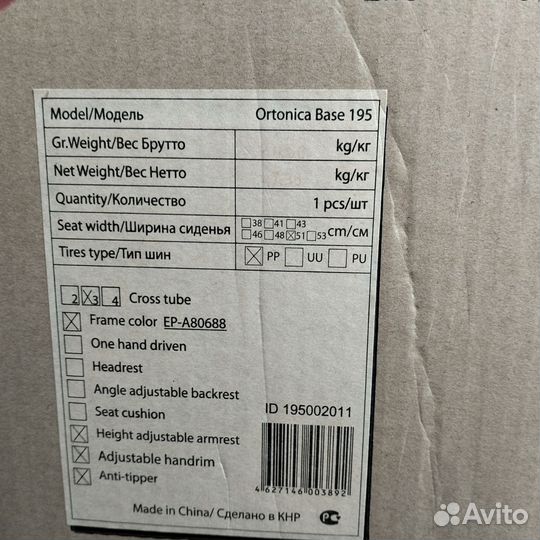 Model/Модель Ortonica Base 195
Gr.Weight/Вес Брутто kg/кг
Net Weight/Вес Нетто kg/кг
Quantity/Количество 1 pcs/шт
38 41 43
Seat width/Ширина сиденья cm/см
46 48 51 53
Tires type/Тип шин PP UU PU
2 3 4 Cross tube
Frame color EP-A80688
One hand driven
Headrest
Angle adjustable backrest
Seat cushion
ID 195002011
Height adjustable armrest
Adjustable handrim
Anti-tipper
4 627146 003892
Made in China/ Сделано в КНР
Avito